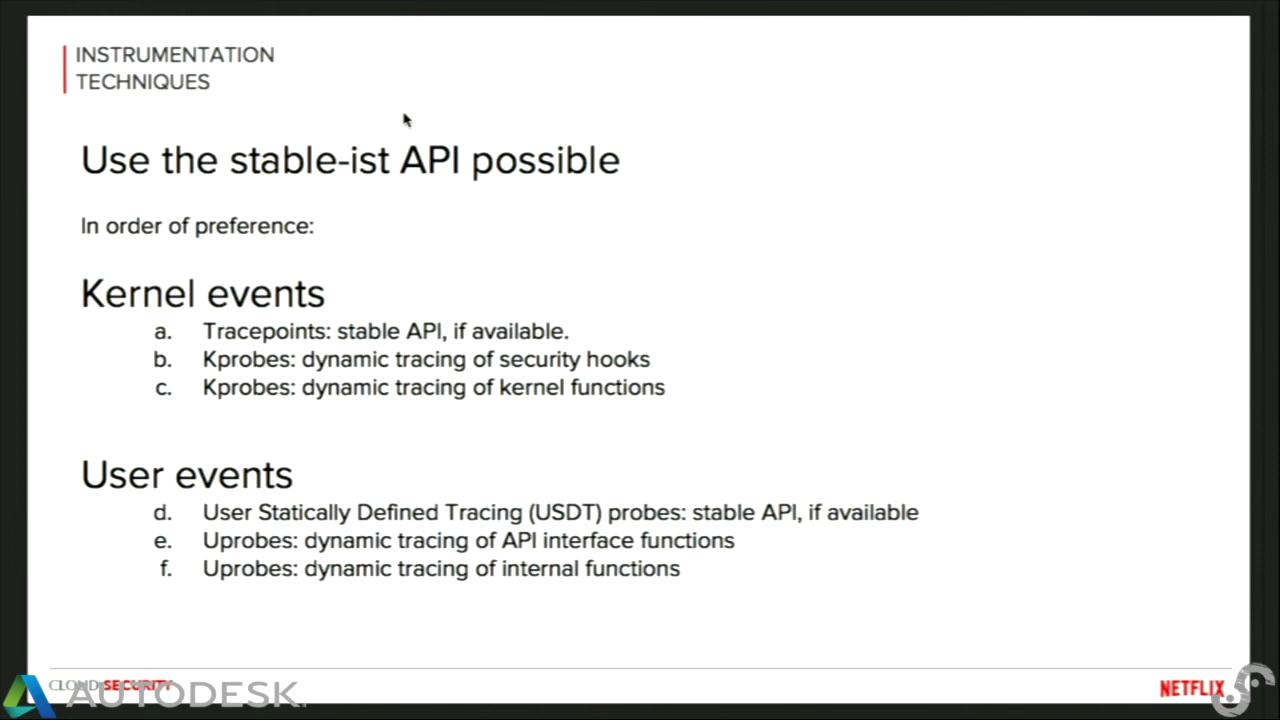 INSTRUMENTATION
TECHNIQUES
Use the stable-ist API possible
In order of preference:
Kernel events
a. Tracepoints: stable API, if available.
b. Kprobes: dynamic tracing of security hooks
c. Kprobes: dynamic tracing of kernel functions
User events
d. User Statically Defined Tracing (USDT) probes: stable API, if available
e. Uprobes: dynamic tracing of API interface functions
f. Uprobes: dynamic tracing of internal functions
CLOUD SECURITY
AUTODESK.
NETFLIX